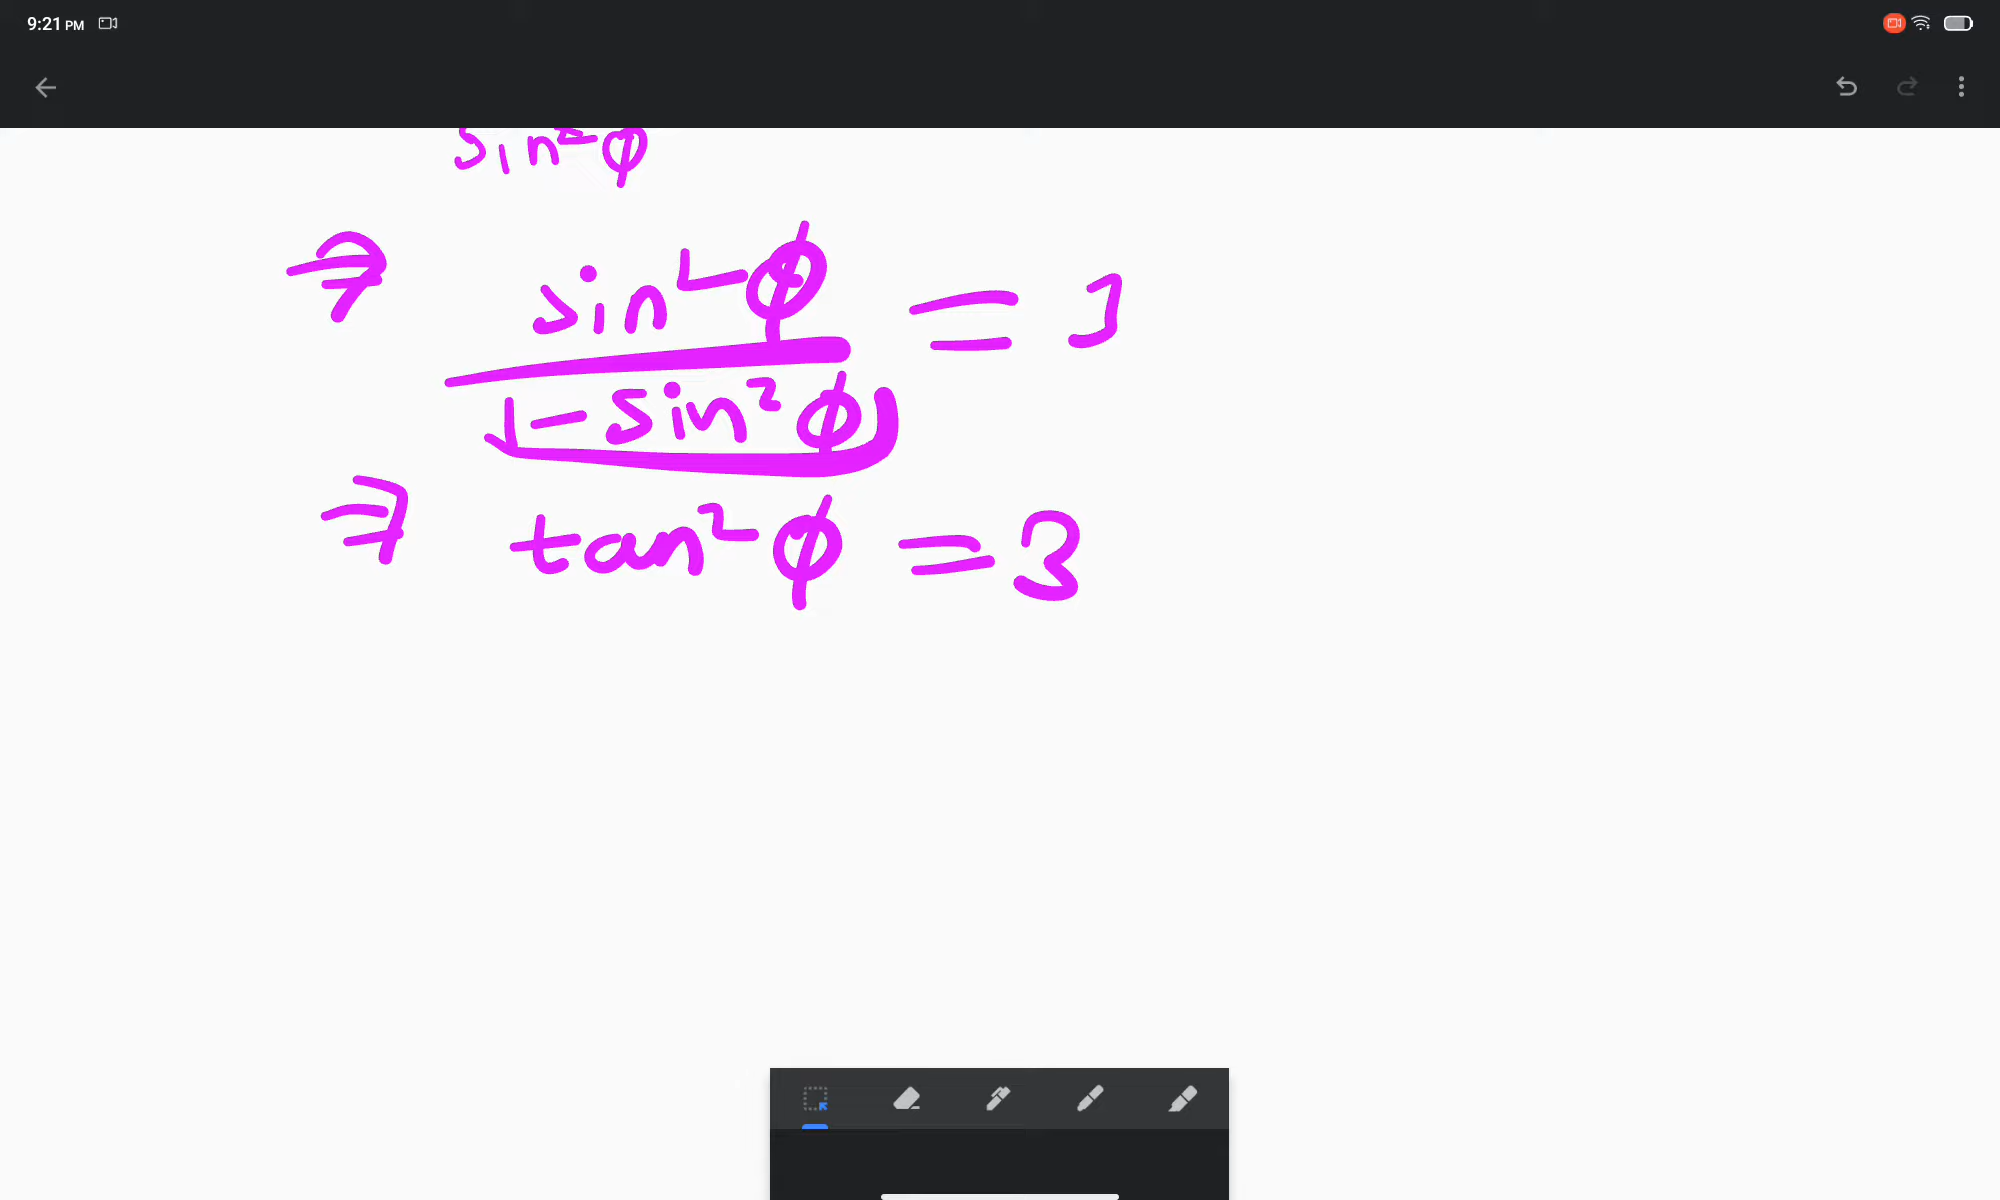 9:21 PM
sin²φ
⇒ sin²φ = 3
1 - sin²φ
⇒ tan²φ = 3